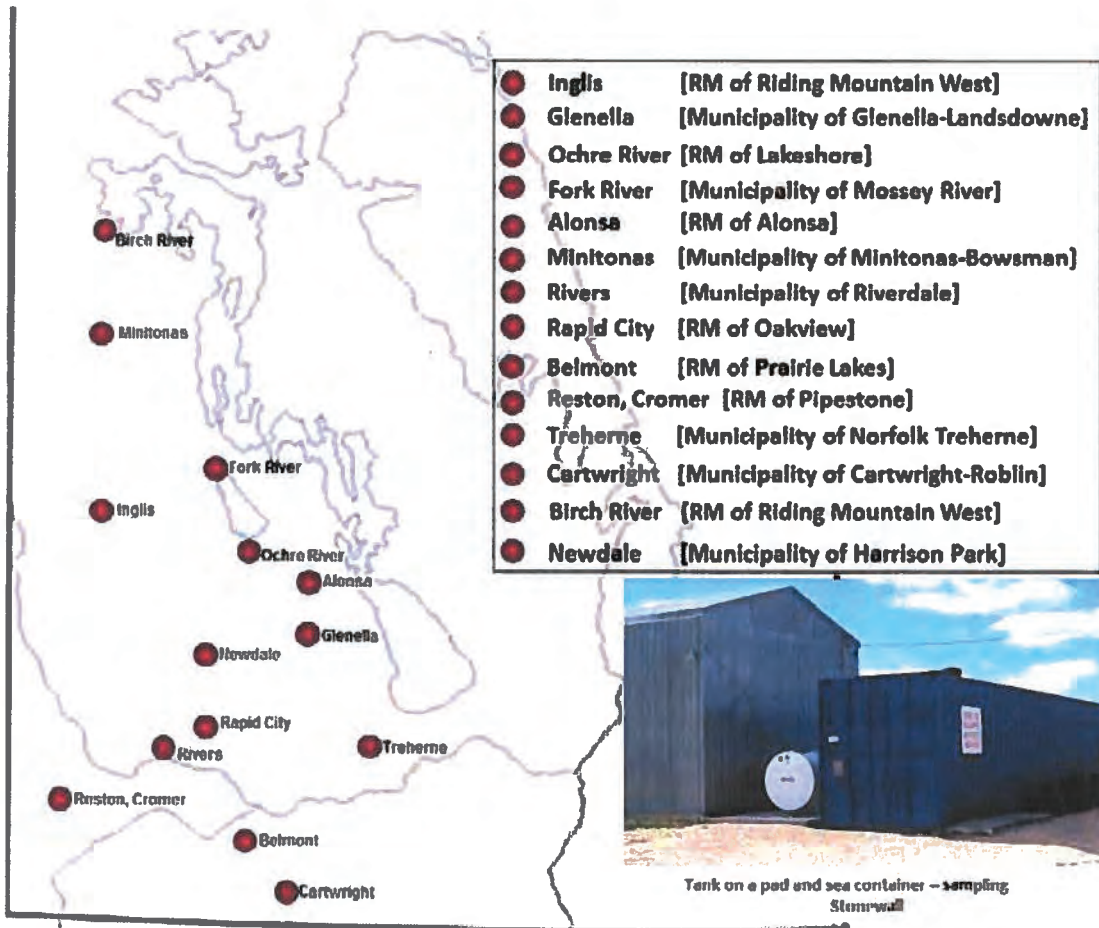 Inglis [RM of Riding Mountain West]
Glenella [Municipality of Glenella-Landsdowne]
Ochre River [RM of Lakeshore]
Fork River [Municipality of Mossey River]
Alonsa [RM of Alonsa]
Minitonas [Municipality of Minitonas-Bowsman]
Rivers [Municipality of Riverdale]
Rapid City [RM of Oakview]
Belmont [RM of Prairie Lakes]
Reston, Cromer [RM of Pipestone]
Treherne [Municipality of Norfolk Treherne]
Cartwright [Municipality of Cartwright-Roblin]
Birch River [RM of Riding Mountain West]
Newdale [Municipality of Harrison Park]
Birch River
Minitonas
Fork River
Inglis
Ochre River
Alonsa
Glenella
Newdale
Rapid City
Rivers
Treherne
Reston, Cromer
Belmont
Cartwright
Tank on a pad and sea container – sampling
Stonewall